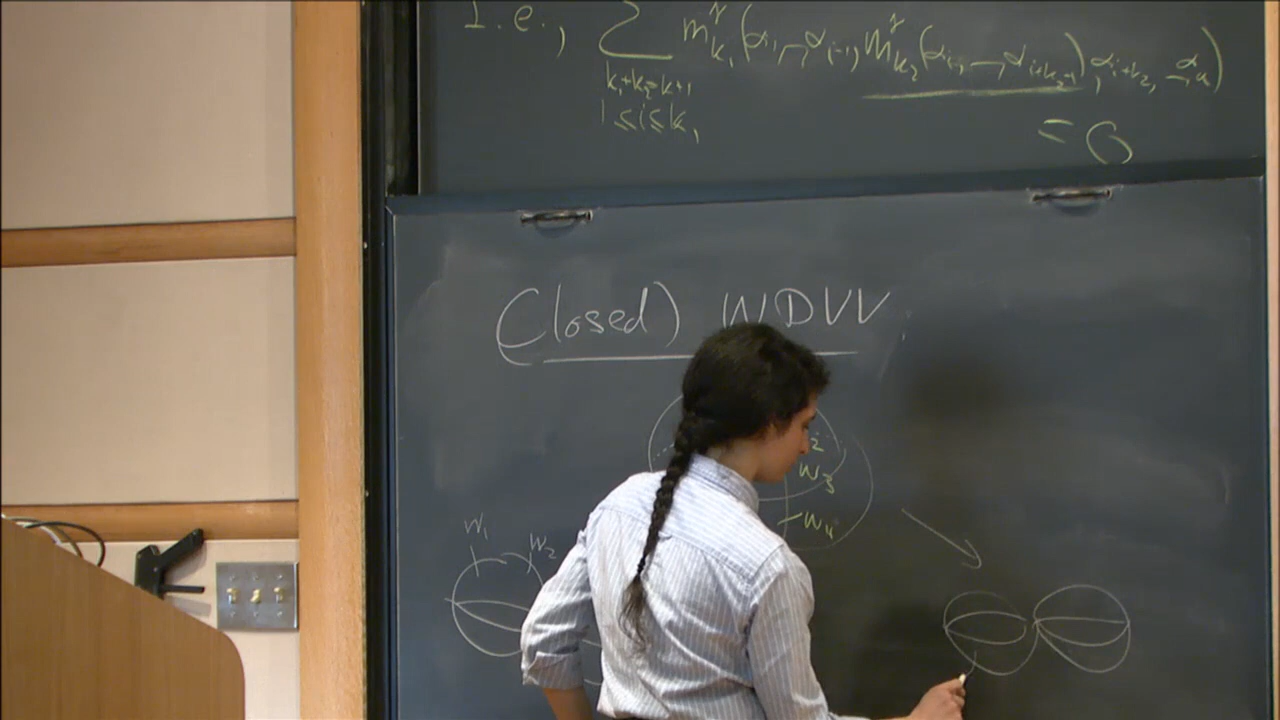 I.e., ∑ m^γ_{k₁}(α₁, –, α_{i-1}, m^γ_{k₂}(α_i, –, α_{i+k₂-1}), α_{i+k₂}, –, α_k)
k₁+k₂=k+1
1≤i≤k₁
= 0
(Closed) WDVV
W₃
W₄
W₁
W₂